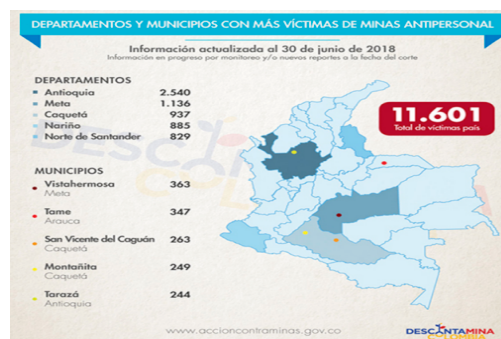 DEPARTAMENTOS Y MUNICIPIOS CON MÁS VÍCTIMAS DE MINAS ANTIPERSONAL
Información actualizada al 30 de junio de 2018
Información en progreso por monitoreo y/o nuevos reportes a la fecha del corte
DEPARTAMENTOS
Antioquia 2.540
Meta 1.136
Caquetá 937
Nariño 885
Norte de Santander 829
11.601
Total de víctimas país
MUNICIPIOS
Vistahermosa 363
Meta
Tame 347
Arauca
San Vicente del Caguán 263
Caquetá
Montañita 249
Caquetá
Tarazá 244
Antioquia
www.accioncontraminas.gov.co
DESCONTAMINA
COLOMBIA